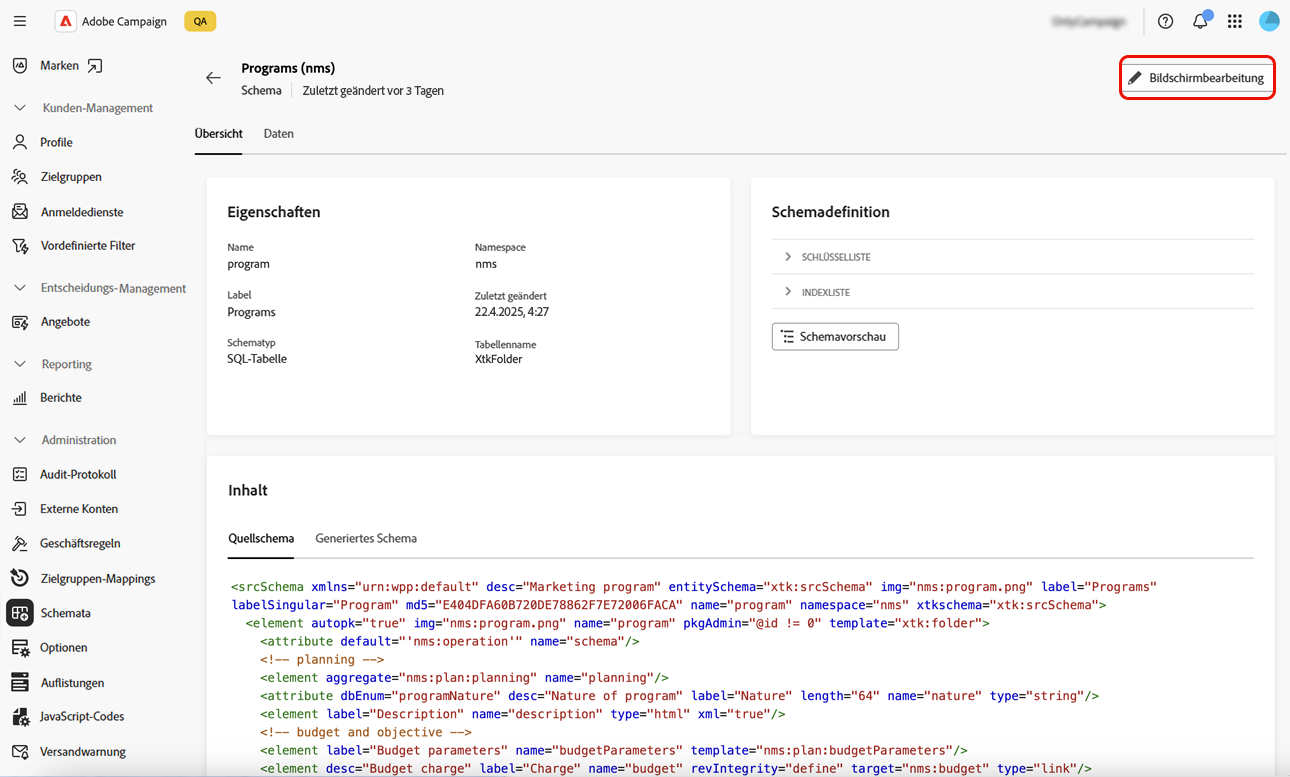 Adobe Campaign
QA
Marken
Kunden-Management
Profile
Zielgruppen
Anmeldedienste
Vordefinierte Filter
Entscheidungs-Management
Angebote
Reporting
Berichte
Administration
Audit-Protokoll
Externe Konten
Geschäftsregeln
Zielgruppen-Mappings
Schemata
Optionen
Auflistungen
JavaScript-Codes
Versandwarnung
Programs (nms)
Schema
Zuletzt geändert vor 3 Tagen
Bildschirmbearbeitung
Übersicht
Daten
Eigenschaften
Name
program
Namespace
nms
Label
Programs
Zuletzt geändert
22.4.2025, 4:27
Schematyp
SQL-Tabelle
Tabellenname
XtkFolder
Schemadefinition
SCHLÜSSELLISTE
INDEXLISTE
Schemavorschau
Inhalt
Quellschema
Generiertes Schema
<srcSchema xmlns="urn:wpp:default" desc="Marketing program" entitySchema="xtk:srcSchema" img="nms:program.png" label="Programs"
labelSingular="Program" md5="E404DFA60B720DE78862F7E72006FACA" name="program" namespace="nms" xtkschema="xtk:srcSchema">
<element autopk="true" img="nms:program.png" name="program" pkgAdmin="@id != 0" template="xtk:folder">
<attribute default="'nms:operation'" name="schema"/>
<!-- planning -->
<element aggregate="nms:plan:planning" name="planning"/>
<attribute dbEnum="programNature" desc="Nature of program" label="Nature" length="64" name="nature" type="string"/>
<element label="Description" name="description" type="html" xml="true"/>
<!-- budget and objective -->
<element label="Budget parameters" name="budgetParameters" template="nms:plan:budgetParameters"/>
<element desc="Budget charge" label="Charge" name="budget" revIntegrity="define" target="nms:budget" type="link"/>